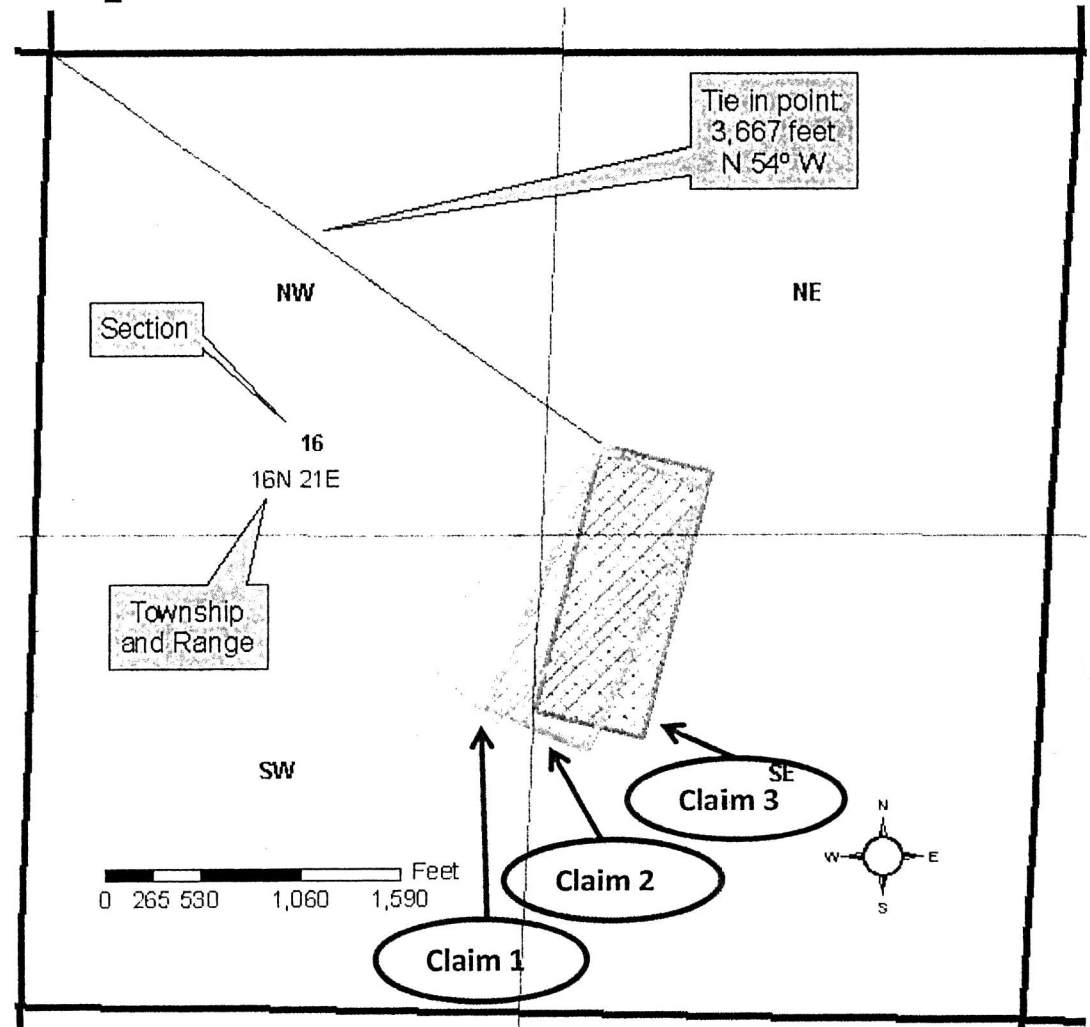 Tie in point:
3,667 feet
N 54º W
NW
NE
Section
16
16N 21E
Township
and Range
SW
SE
Claim 3
Claim 2
Claim 1
Feet
0 265 530 1,060 1,590
N
W
E
S